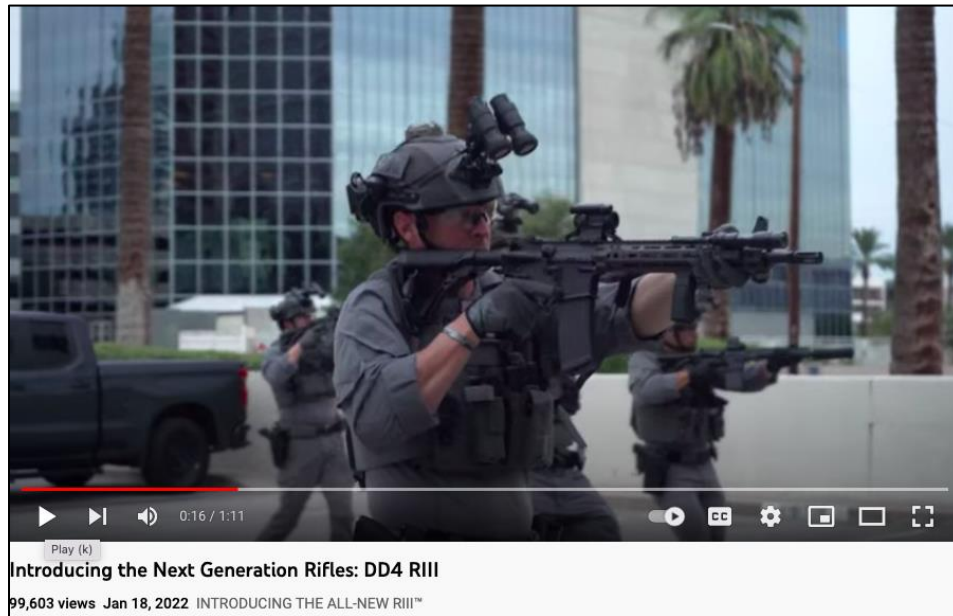 0:16 / 1:11
CC
Play (k)
Introducing the Next Generation Rifles: DD4 RIII
99,603 views Jan 18, 2022 INTRODUCING THE ALL-NEW RIII™